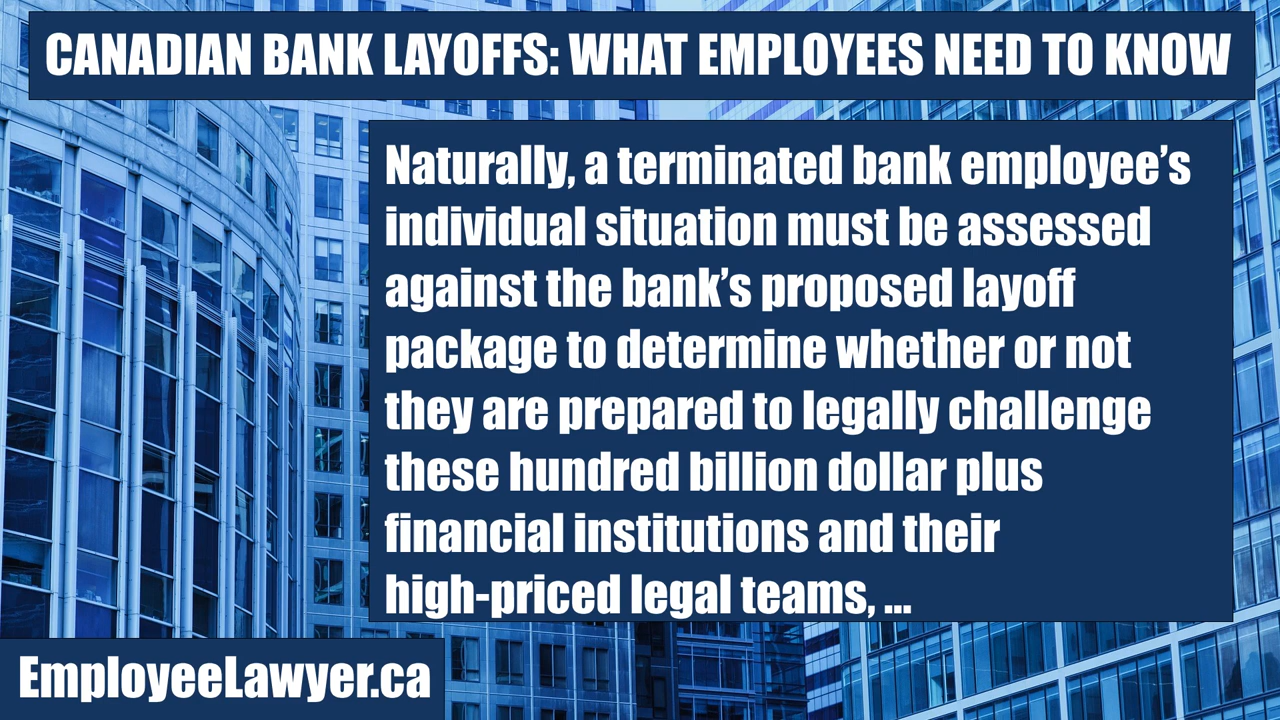 CANADIAN BANK LAYOFFS: WHAT EMPLOYEES NEED TO KNOW
Naturally, a terminated bank employee’s
individual situation must be assessed
against the bank’s proposed layoff
package to determine whether or not
they are prepared to legally challenge
these hundred billion dollar plus
financial institutions and their
high-priced legal teams, ...
EmployeeLawyer.ca